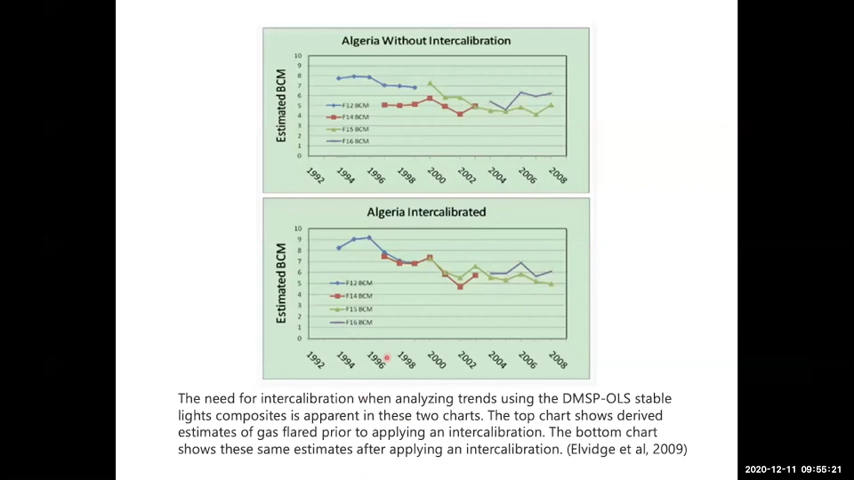 Algeria Without Intercalibration
Estimated BCM
10
9
8
7
6
5
4
3
2
1
0
F12 BCM
F14 BCM
F15 BCM
F16 BCM
1992
1994
1996
1998
2000
2002
2004
2006
2008
Algeria Intercalibrated
Estimated BCM
10
9
8
7
6
5
4
3
2
1
0
F12 BCM
F14 BCM
F15 BCM
F16 BCM
1992
1994
1996
1998
2000
2002
2004
2006
2008
The need for intercalibration when analyzing trends using the DMSP-OLS stable
lights composites is apparent in these two charts. The top chart shows derived
estimates of gas flared prior to applying an intercalibration. The bottom chart
shows these same estimates after applying an intercalibration. (Elvidge et al, 2009)
2020-12-11 09:55:21